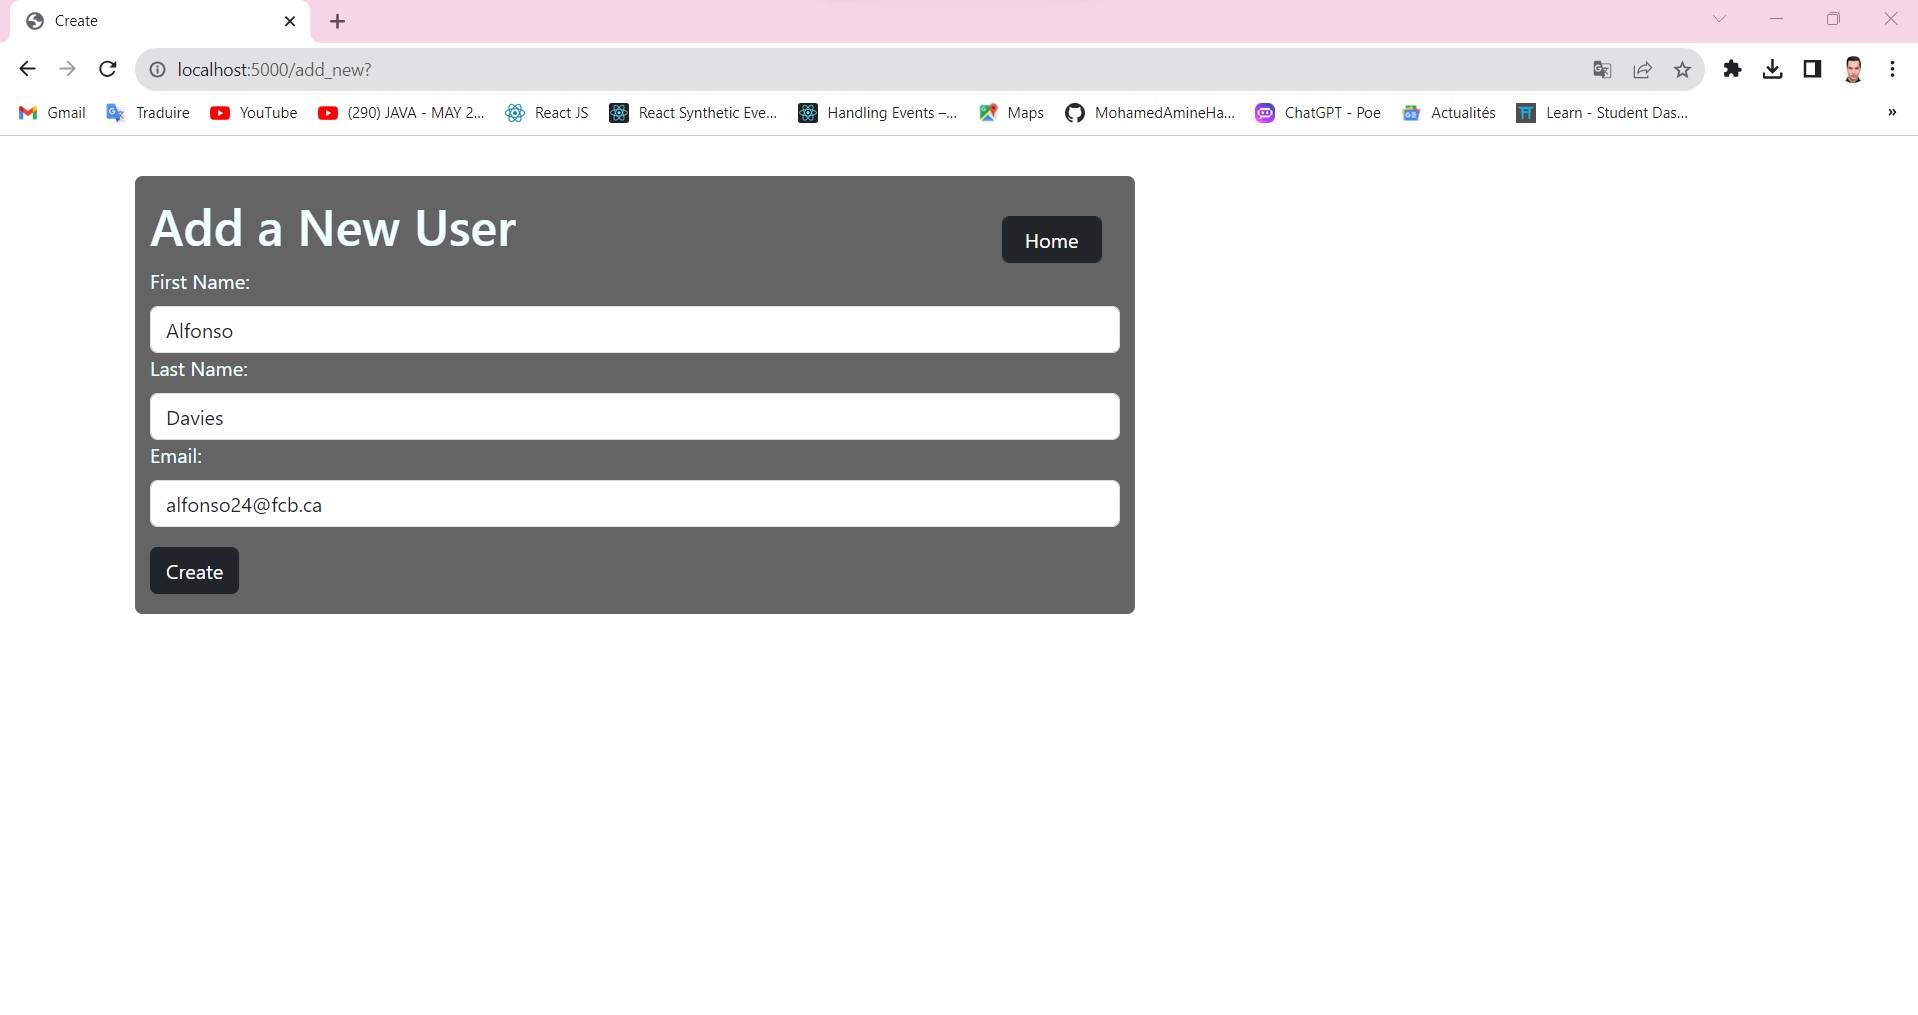 Create
localhost:5000/add_new?
Gmail Traduire YouTube (290) JAVA - MAY 2... React JS React Synthetic Eve... Handling Events –... Maps MohamedAmineHa... ChatGPT - Poe Actualités Learn - Student Das... »
Add a New User
Home
First Name:
Alfonso
Last Name:
Davies
Email:
alfonso24@fcb.ca
Create